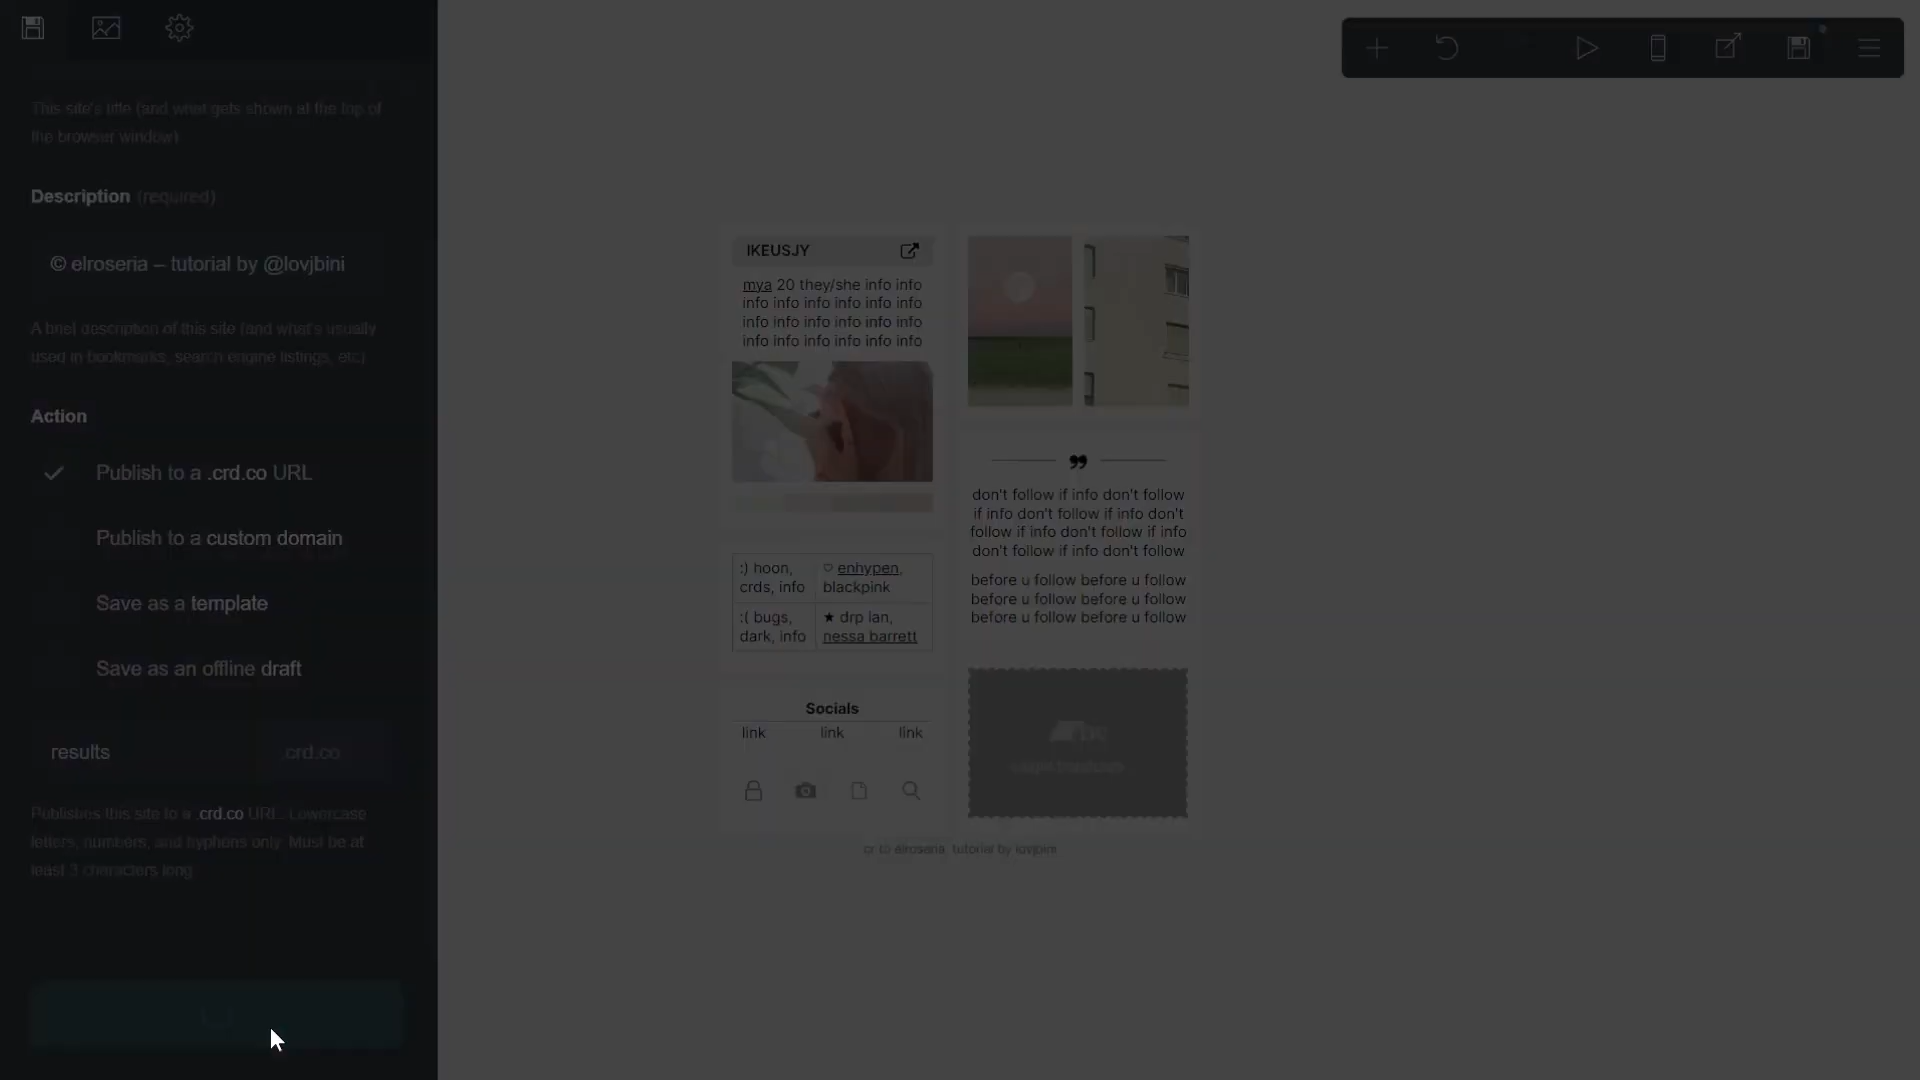 This site's title (and what gets shown at the top of
the browser window)
Description (required)
© elroseria – tutorial by @lovjbini
A brief description of this site (and what's usually
used in bookmarks, search engine listings, etc)
Action
Publish to a .crd.co URL
Publish to a custom domain
Save as a template
Save as an offline draft
results
.crd.co
Publishes this site to a .crd.co URL. Lowercase
letters, numbers, and hyphens only. Must be at
least 3 characters long
IKEUSJY
mya 20 they/she info info
info info info info info info
info info info info info info
info info info info info info
:) hoon,
crds, info
♡ enhypen,
blackpink
:( bugs,
dark, info
★ drp ian,
nessa barrett
Socials
link link link
❞
don't follow if info don't follow
if info don't follow if info don't
follow if info don't follow if info
don't follow if info don't follow
before u follow before u follow
before u follow before u follow
before u follow before u follow
cr to elroseria, tutorial by lovjbini